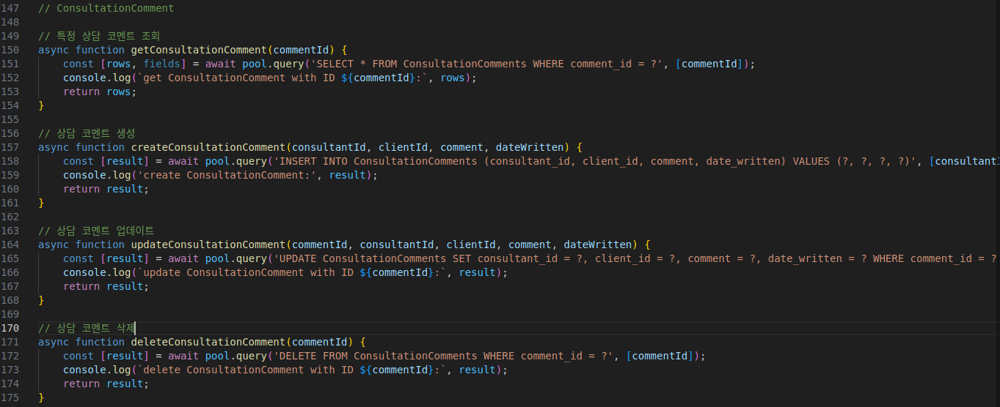 147 // ConsultationComment
148
149 // 특정 상담 코멘트 조회
150 async function getConsultationComment(commentId) {
151 const [rows, fields] = await pool.query('SELECT * FROM ConsultationComments WHERE comment_id = ?', [commentId]);
152 console.log(`get ConsultationComment with ID ${commentId}:`, rows);
153 return rows;
154 }
155
156 // 상담 코멘트 생성
157 async function createConsultationComment(consultantId, clientId, comment, dateWritten) {
158 const [result] = await pool.query('INSERT INTO ConsultationComments (consultant_id, client_id, comment, date_written) VALUES (?, ?, ?, ?)', [consultant
159 console.log('create ConsultationComment:', result);
160 return result;
161 }
162
163 // 상담 코멘트 업데이트
164 async function updateConsultationComment(commentId, consultantId, clientId, comment, dateWritten) {
165 const [result] = await pool.query('UPDATE ConsultationComments SET consultant_id = ?, client_id = ?, comment = ?, date_written = ? WHERE comment_id = ?
166 console.log(`update ConsultationComment with ID ${commentId}:`, result);
167 return result;
168 }
169
170 // 상담 코멘트 삭제
171 async function deleteConsultationComment(commentId) {
172 const [result] = await pool.query('DELETE FROM ConsultationComments WHERE comment_id = ?', [commentId]);
173 console.log(`delete ConsultationComment with ID ${commentId}:`, result);
174 return result;
175 }